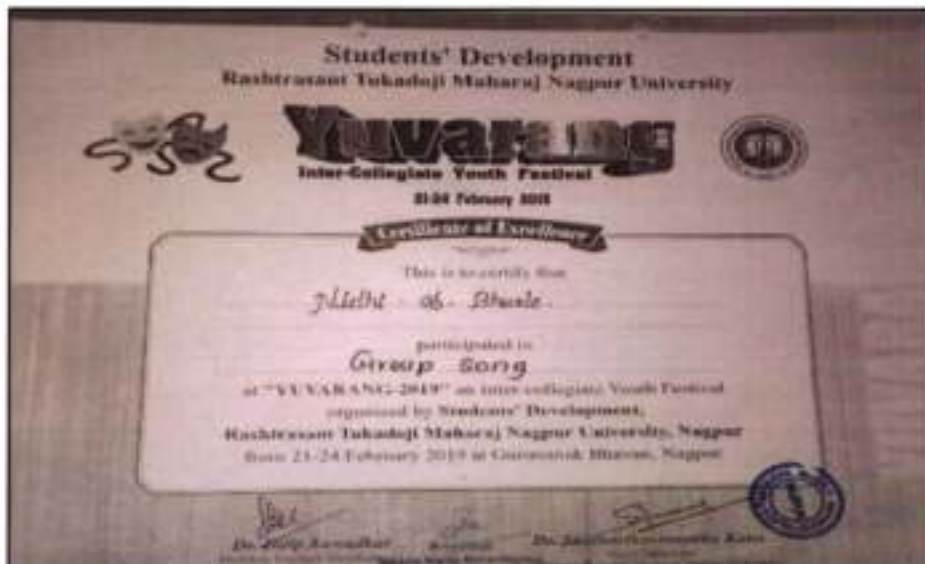 Students' Development
Rashtrasant Tukadoji Maharaj Nagpur University
Yuvarang
Inter-Collegiate Youth Festival
21-24 February 2019
Certificate of Excellence
This is to certify that
participated in
Group Song
at "YUVARANG-2019" an inter collegiate Youth Festival
organised by Students' Development,
Rashtrasant Tukadoji Maharaj Nagpur University, Nagpur
from 21-24 February 2019 at Gurunanak Bhavan, Nagpur
Dr.
Dr.